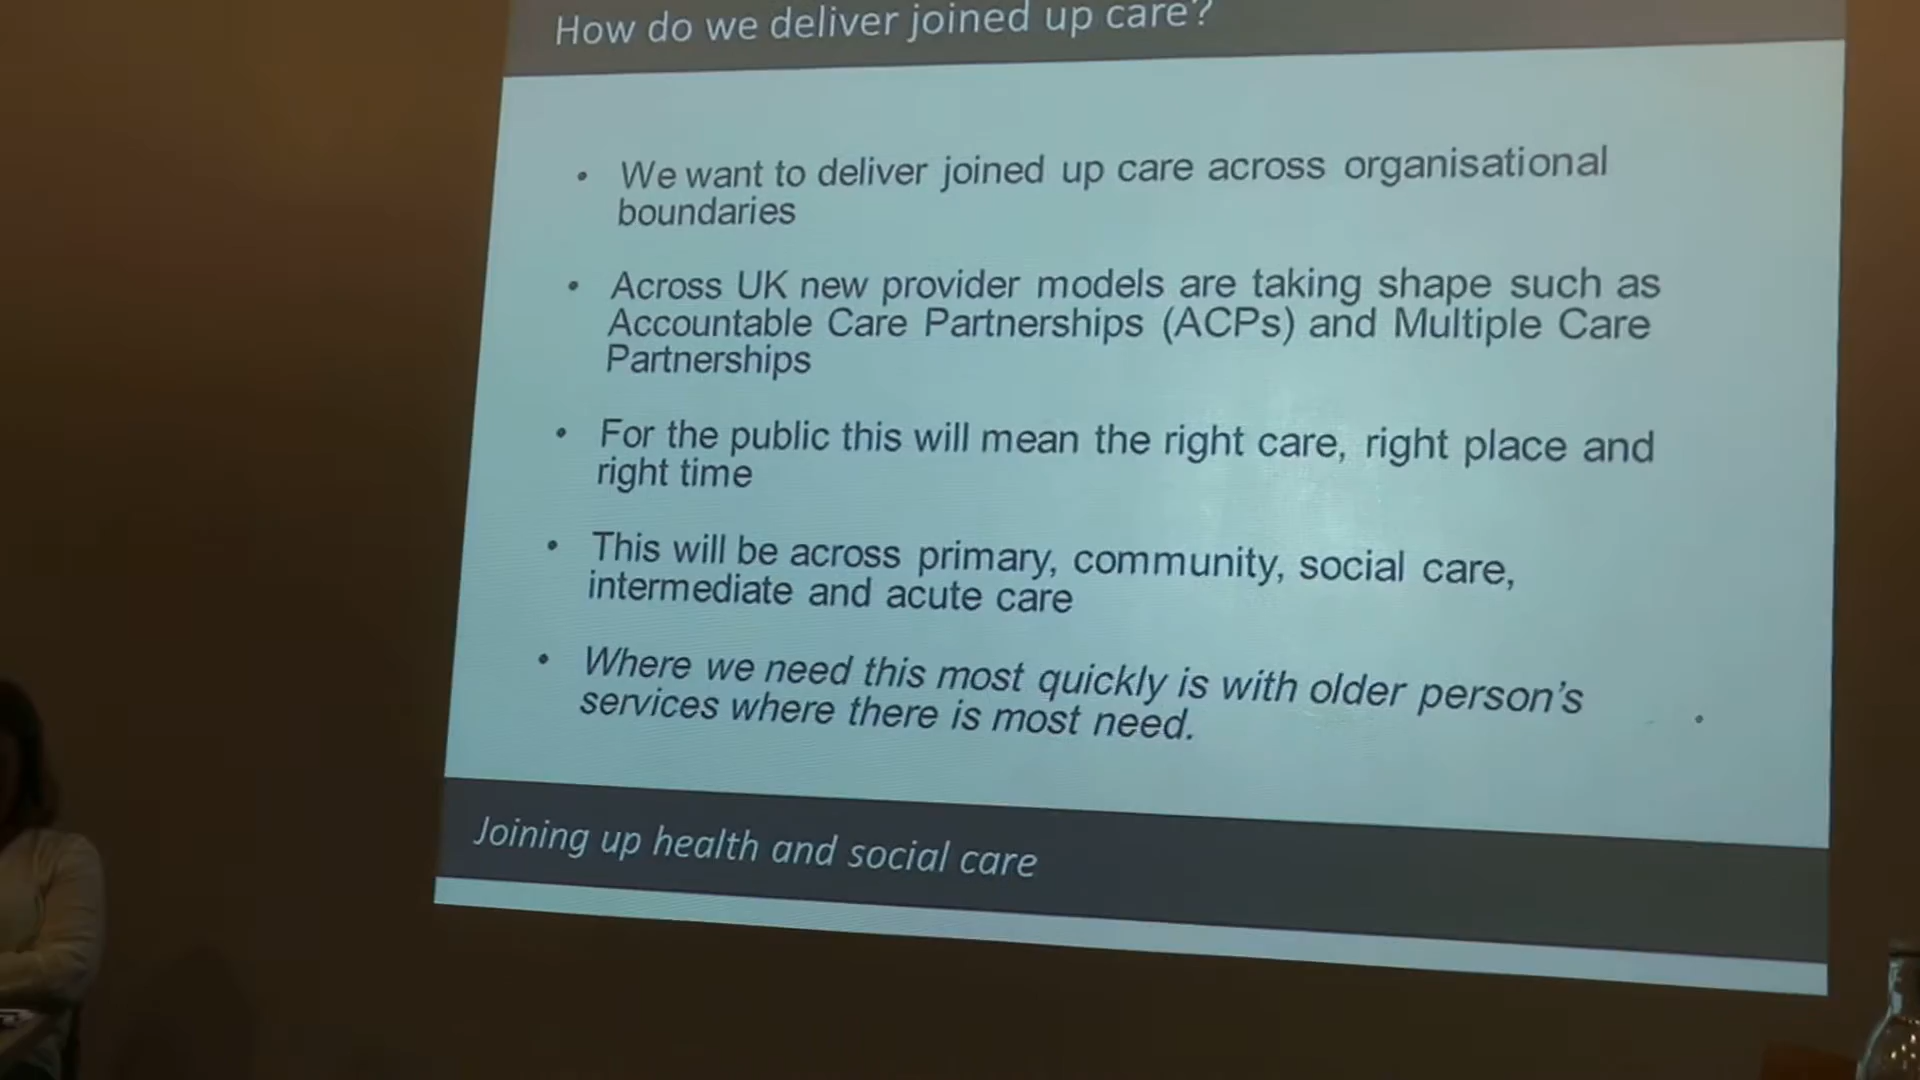 How do we deliver joined up care?
• We want to deliver joined up care across organisational
boundaries
• Across UK new provider models are taking shape such as
Accountable Care Partnerships (ACPs) and Multiple Care
Partnerships
• For the public this will mean the right care, right place and
right time
• This will be across primary, community, social care,
intermediate and acute care
• Where we need this most quickly is with older person’s
services where there is most need.
Joining up health and social care